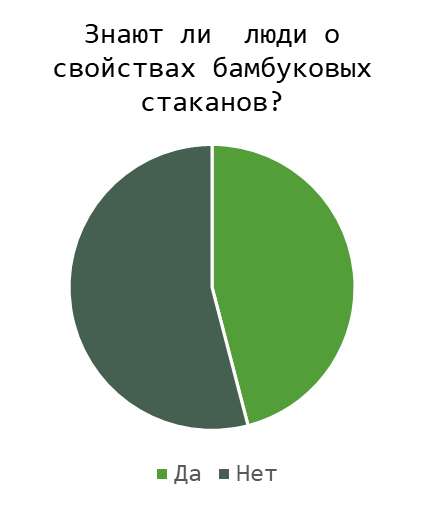 Знают ли  люди о
свойствах бамбуковых
стаканов?
Да Нет